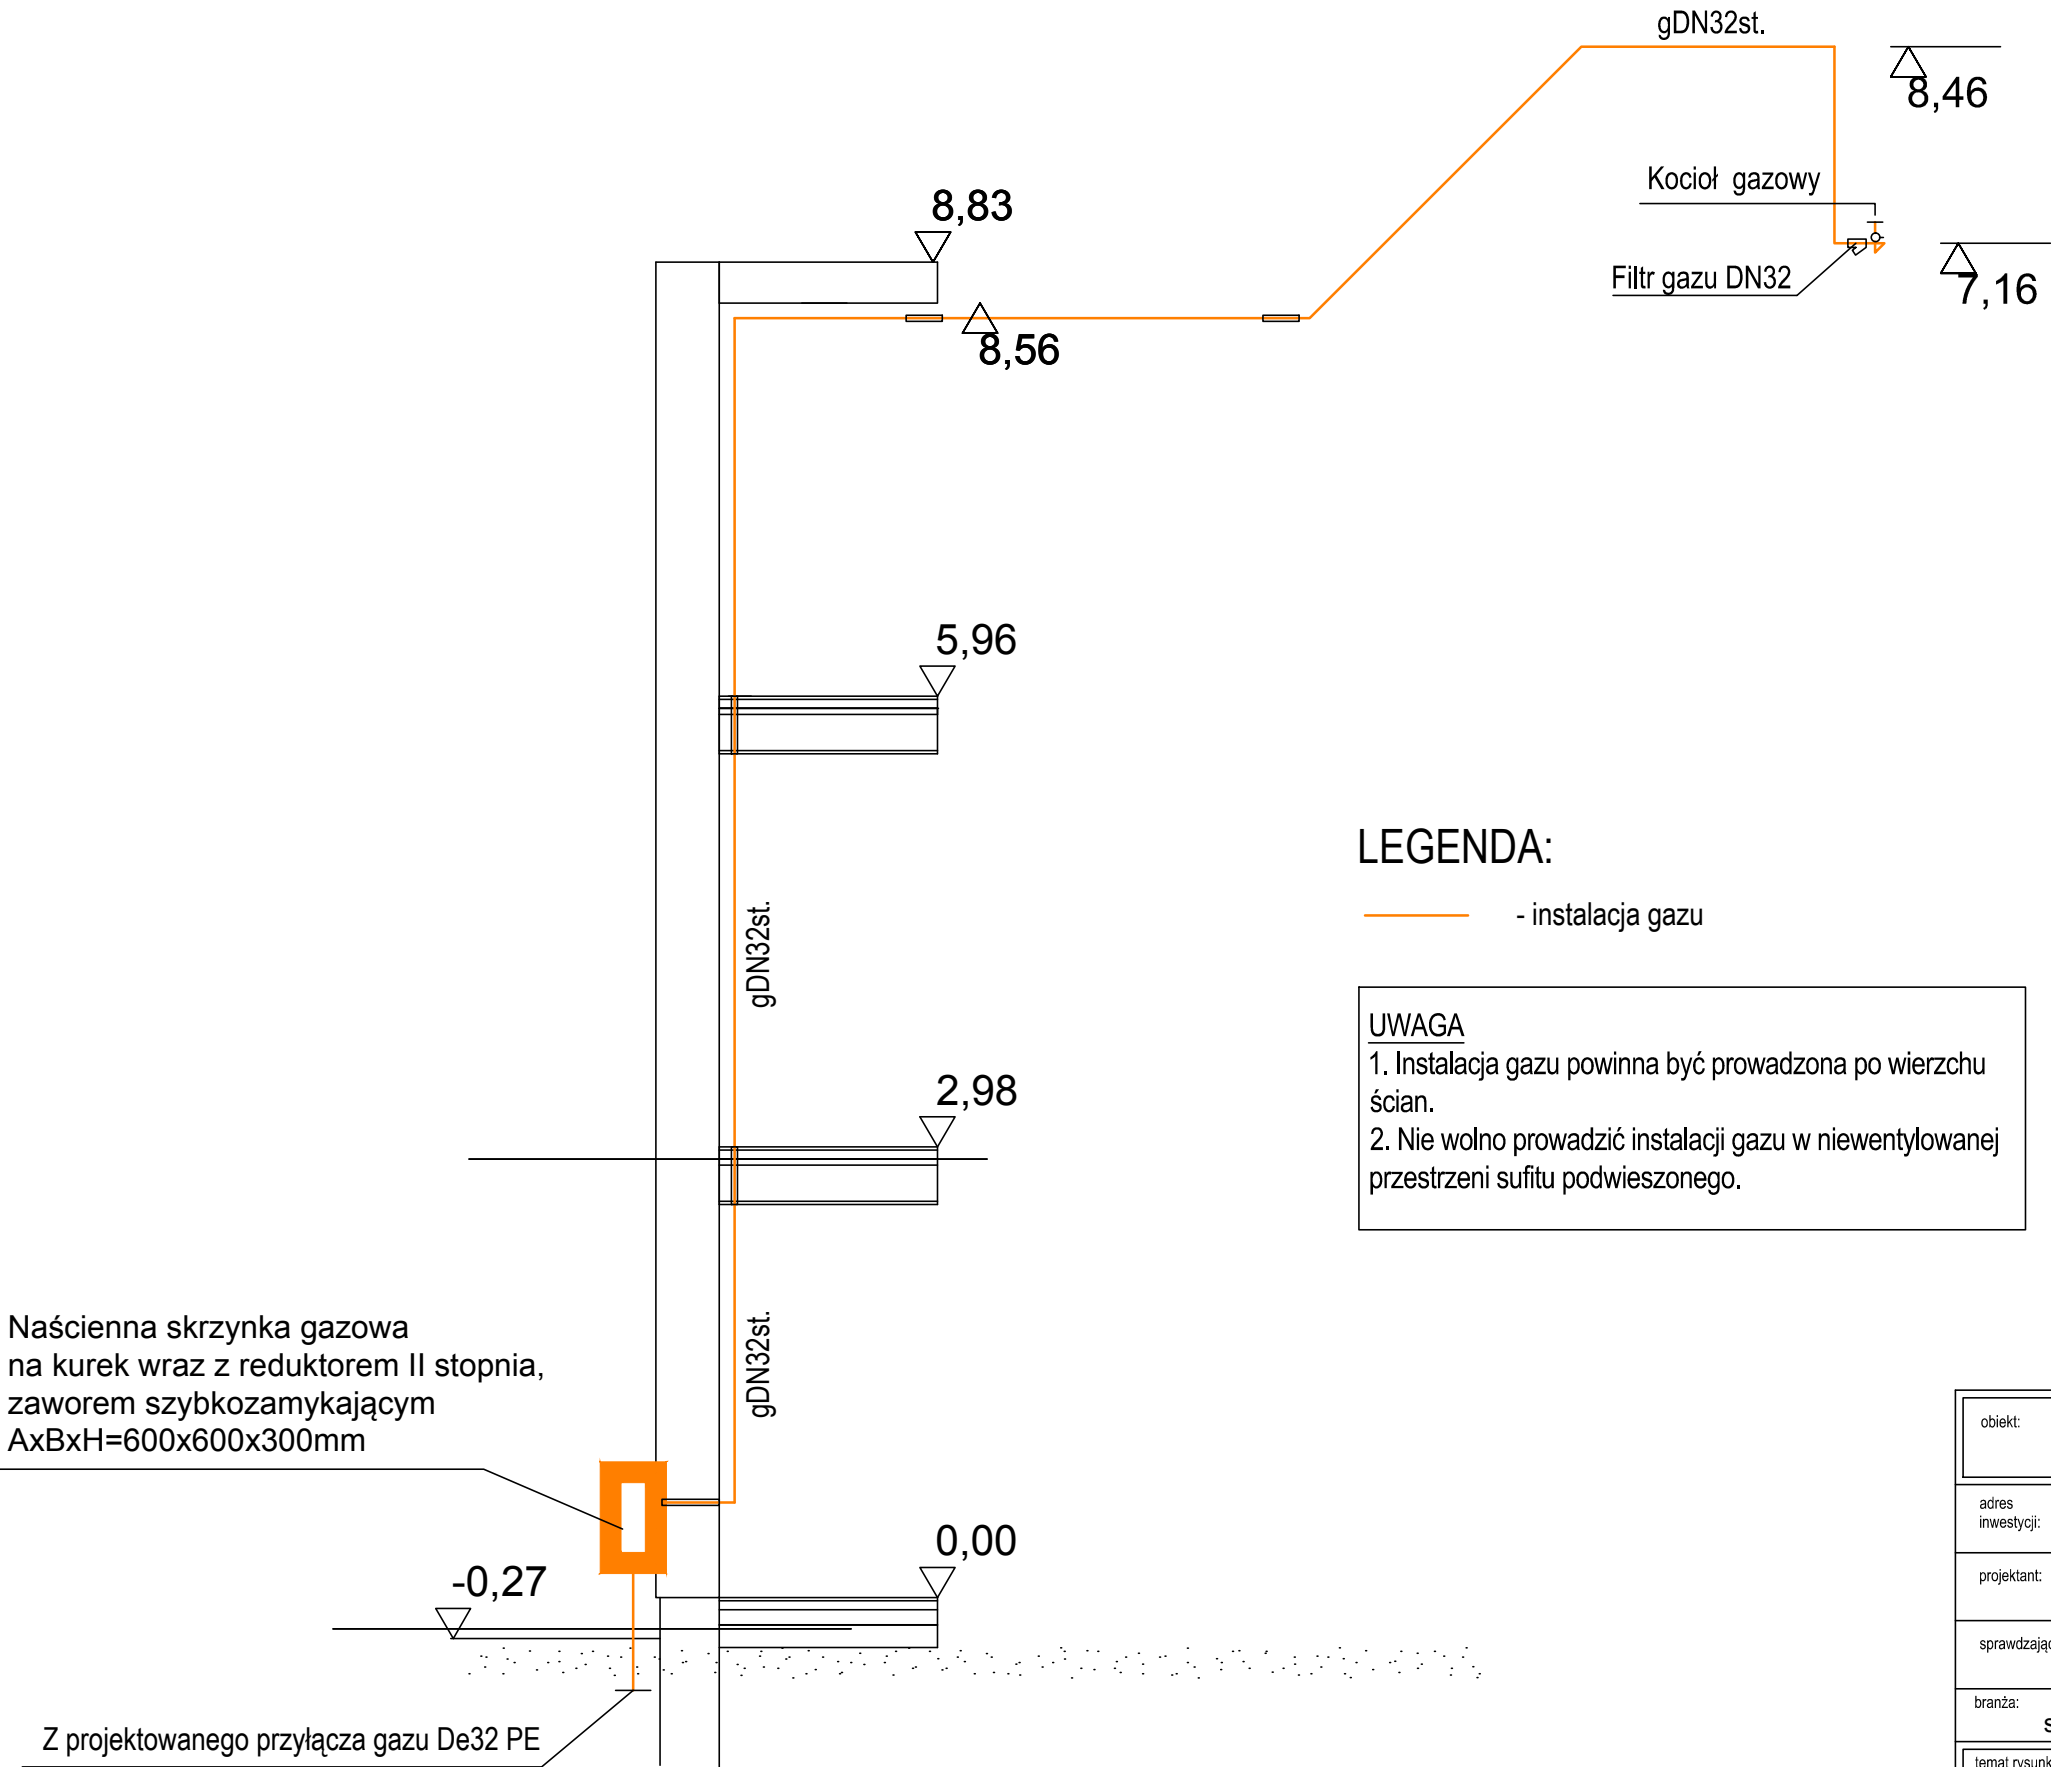 gDN32st.
8,46
Kocioł gazowy
8,83
Filtr gazu DN32
7,16
8,56
5,96
LEGENDA:
gDN32st.
- instalacja gazu
UWAGA
1. Instalacja gazu powinna być prowadzona po wierzchu
ścian.
2. Nie wolno prowadzić instalacji gazu w niewentylowanej
przestrzeni sufitu podwieszonego.
2,98
Naścienna skrzynka gazowa
na kurek wraz z reduktorem II stopnia,
zaworem szybkozamykającym
AxBxH=600x600x300mm
gDN32st.
obiekt:
adres
inwestycji:
0,00
-0,27
projektant:
branża:
Z projektowanego przyłącza gazu De32 PE